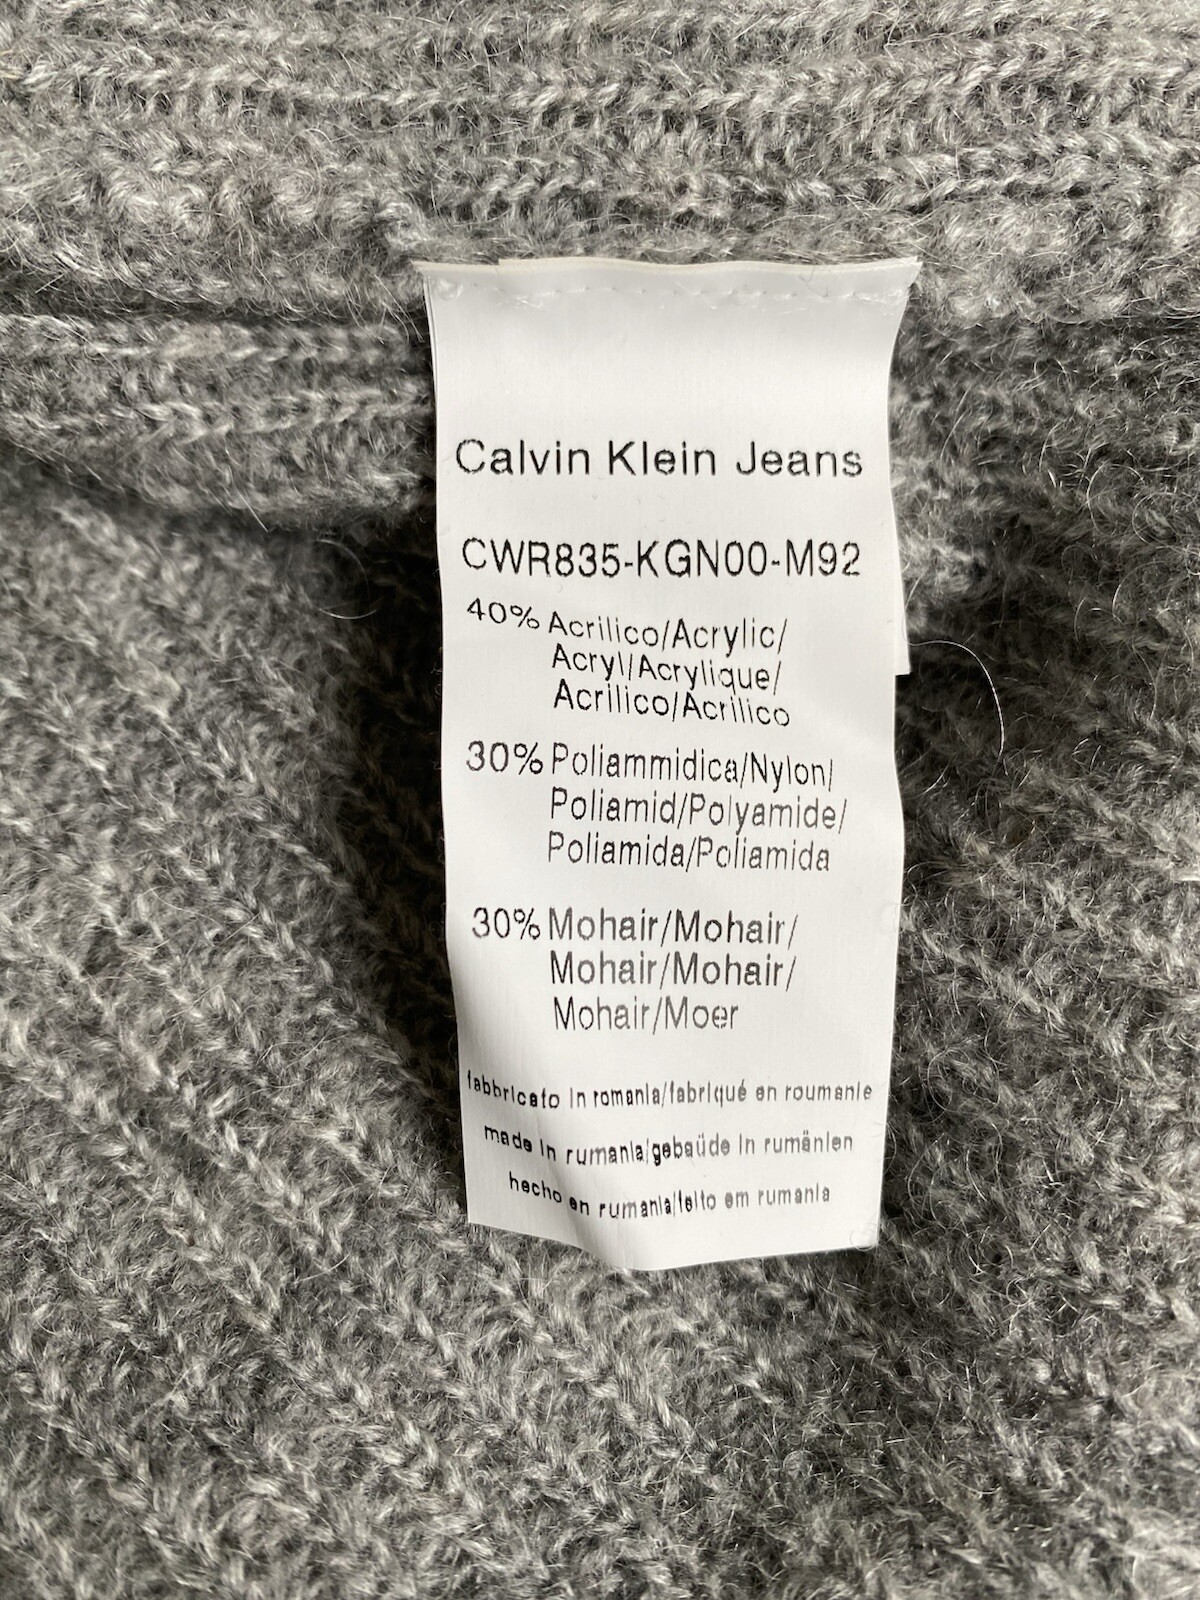 Calvin Klein Jeans
CWR835-KGN00-M92
40% Acrilico/Acrylic/
Acryl/Acrylique/
Acrilico/Acrilico
30% Poliammidica/Nylon/
Poliamid/Polyamide/
Poliamida/Poliamida
30% Mohair/Mohair/
Mohair/Mohair/
Mohair/Moer
fabbricato in romania/fabriqué en roumanie
made in rumania/gebaüde in rumänien
hecho en rumania/feito em rumania